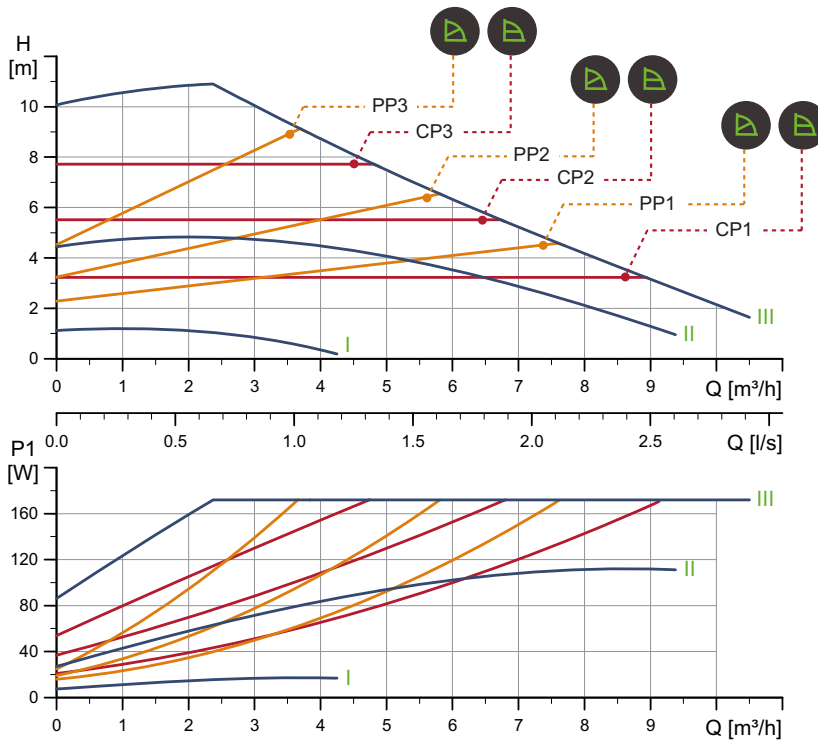 H
[m]
10
8
6
4
2
0
PP3
CP3
PP2
CP2
PP1
CP1
I
II
III
0 1 2 3 4 5 6 7 8 9 Q [m³/h]
0.0 0.5 1.0 1.5 2.0 2.5 Q [l/s]
P1
[W]
160
120
80
40
0
III
II
I
0 1 2 3 4 5 6 7 8 9 Q [m³/h]